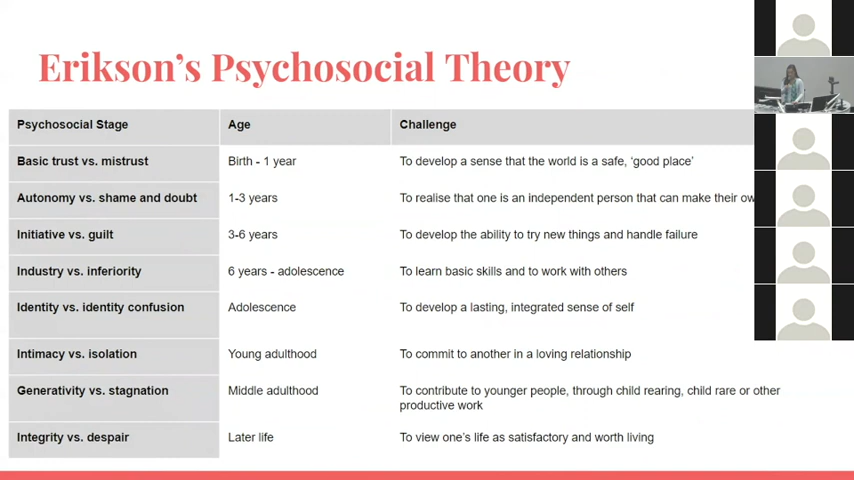 Erikson's Psychosocial Theory
Psychosocial Stage Age Challenge
Basic trust vs. mistrust Birth - 1 year To develop a sense that the world is a safe, 'good place'
Autonomy vs. shame and doubt 1-3 years To realise that one is an independent person that can make their
Initiative vs. guilt 3-6 years To develop the ability to try new things and handle failure
Industry vs. inferiority 6 years - adolescence To learn basic skills and to work with others
Identity vs. identity confusion Adolescence To develop a lasting, integrated sense of self
Intimacy vs. isolation Young adulthood To commit to another in a loving relationship
Generativity vs. stagnation Middle adulthood To contribute to younger people, through child rearing, child rare or other
productive work
Integrity vs. despair Later life To view one's life as satisfactory and worth living